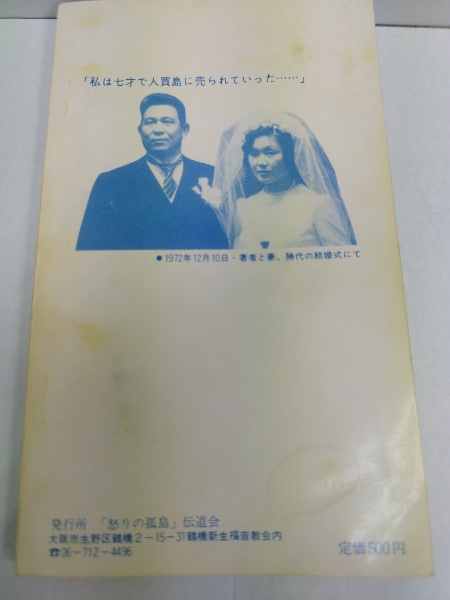 「私は七才で人買島に売られていった……」
●1972年12月10日・著者と妻、勝代の結婚式にて
発行所 「怒りの孤島」伝道会
大阪市生野区鶴橋2-15-31鶴橋新生福音教会内
☎06-712-4496
定価500円